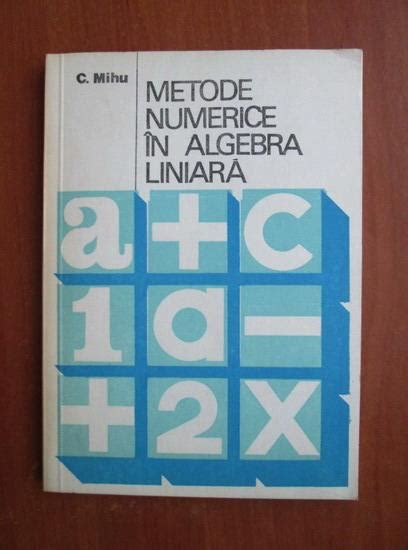 C. Mihu
METODE
NUMERICE
ÎN ALGEBRA
LINIARĂ
a+c
1a−
+2X